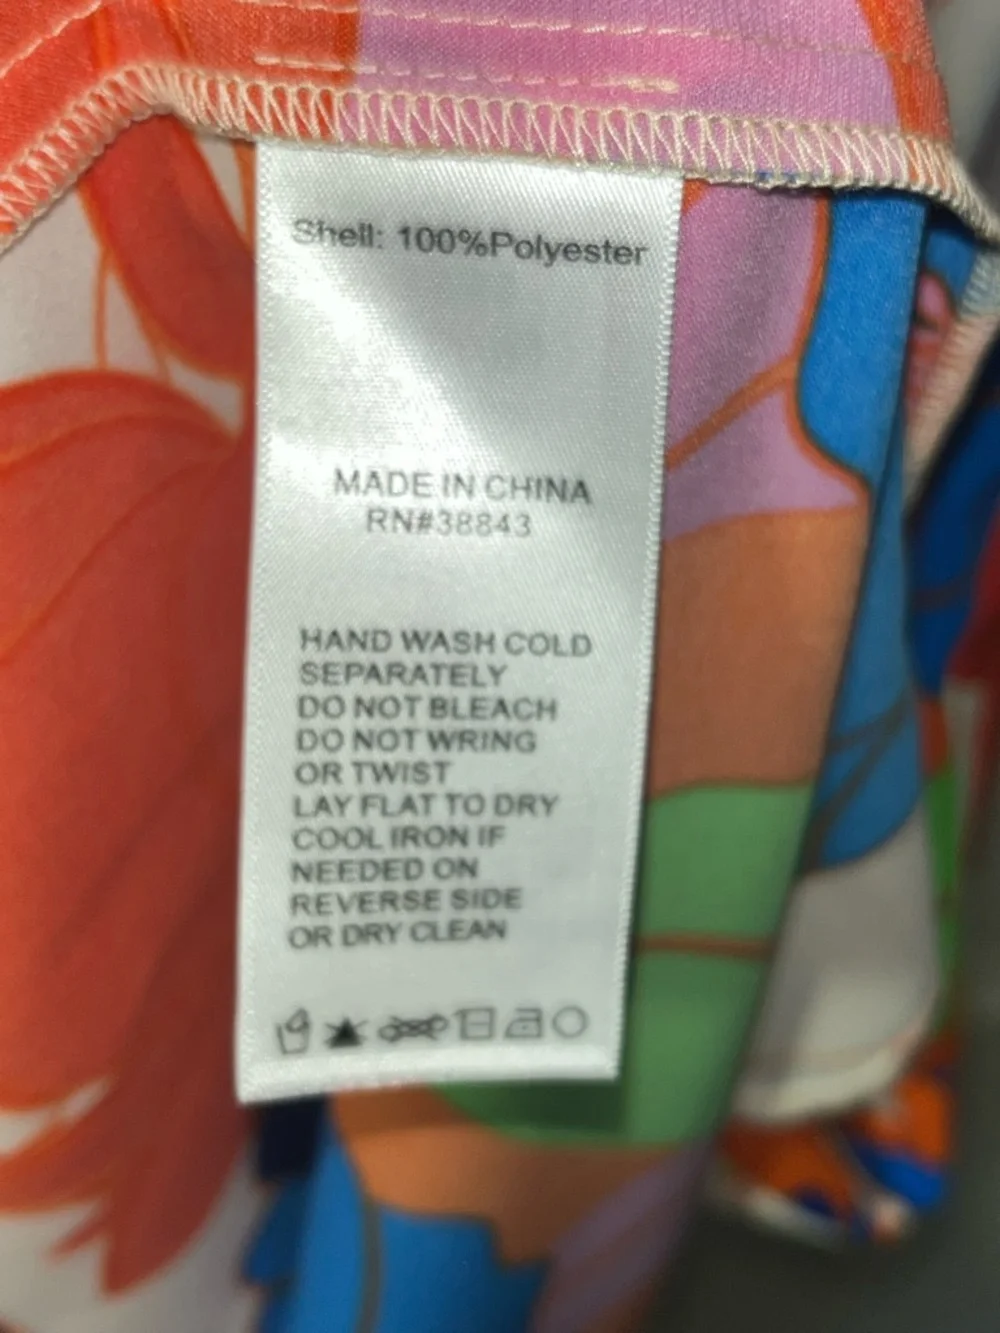 Shell: 100%Polyester
MADE IN CHINA
RN#38843
HAND WASH COLD
SEPARATELY
DO NOT BLEACH
DO NOT WRING
OR TWIST
LAY FLAT TO DRY
COOL IRON IF
NEEDED ON
REVERSE SIDE
OR DRY CLEAN